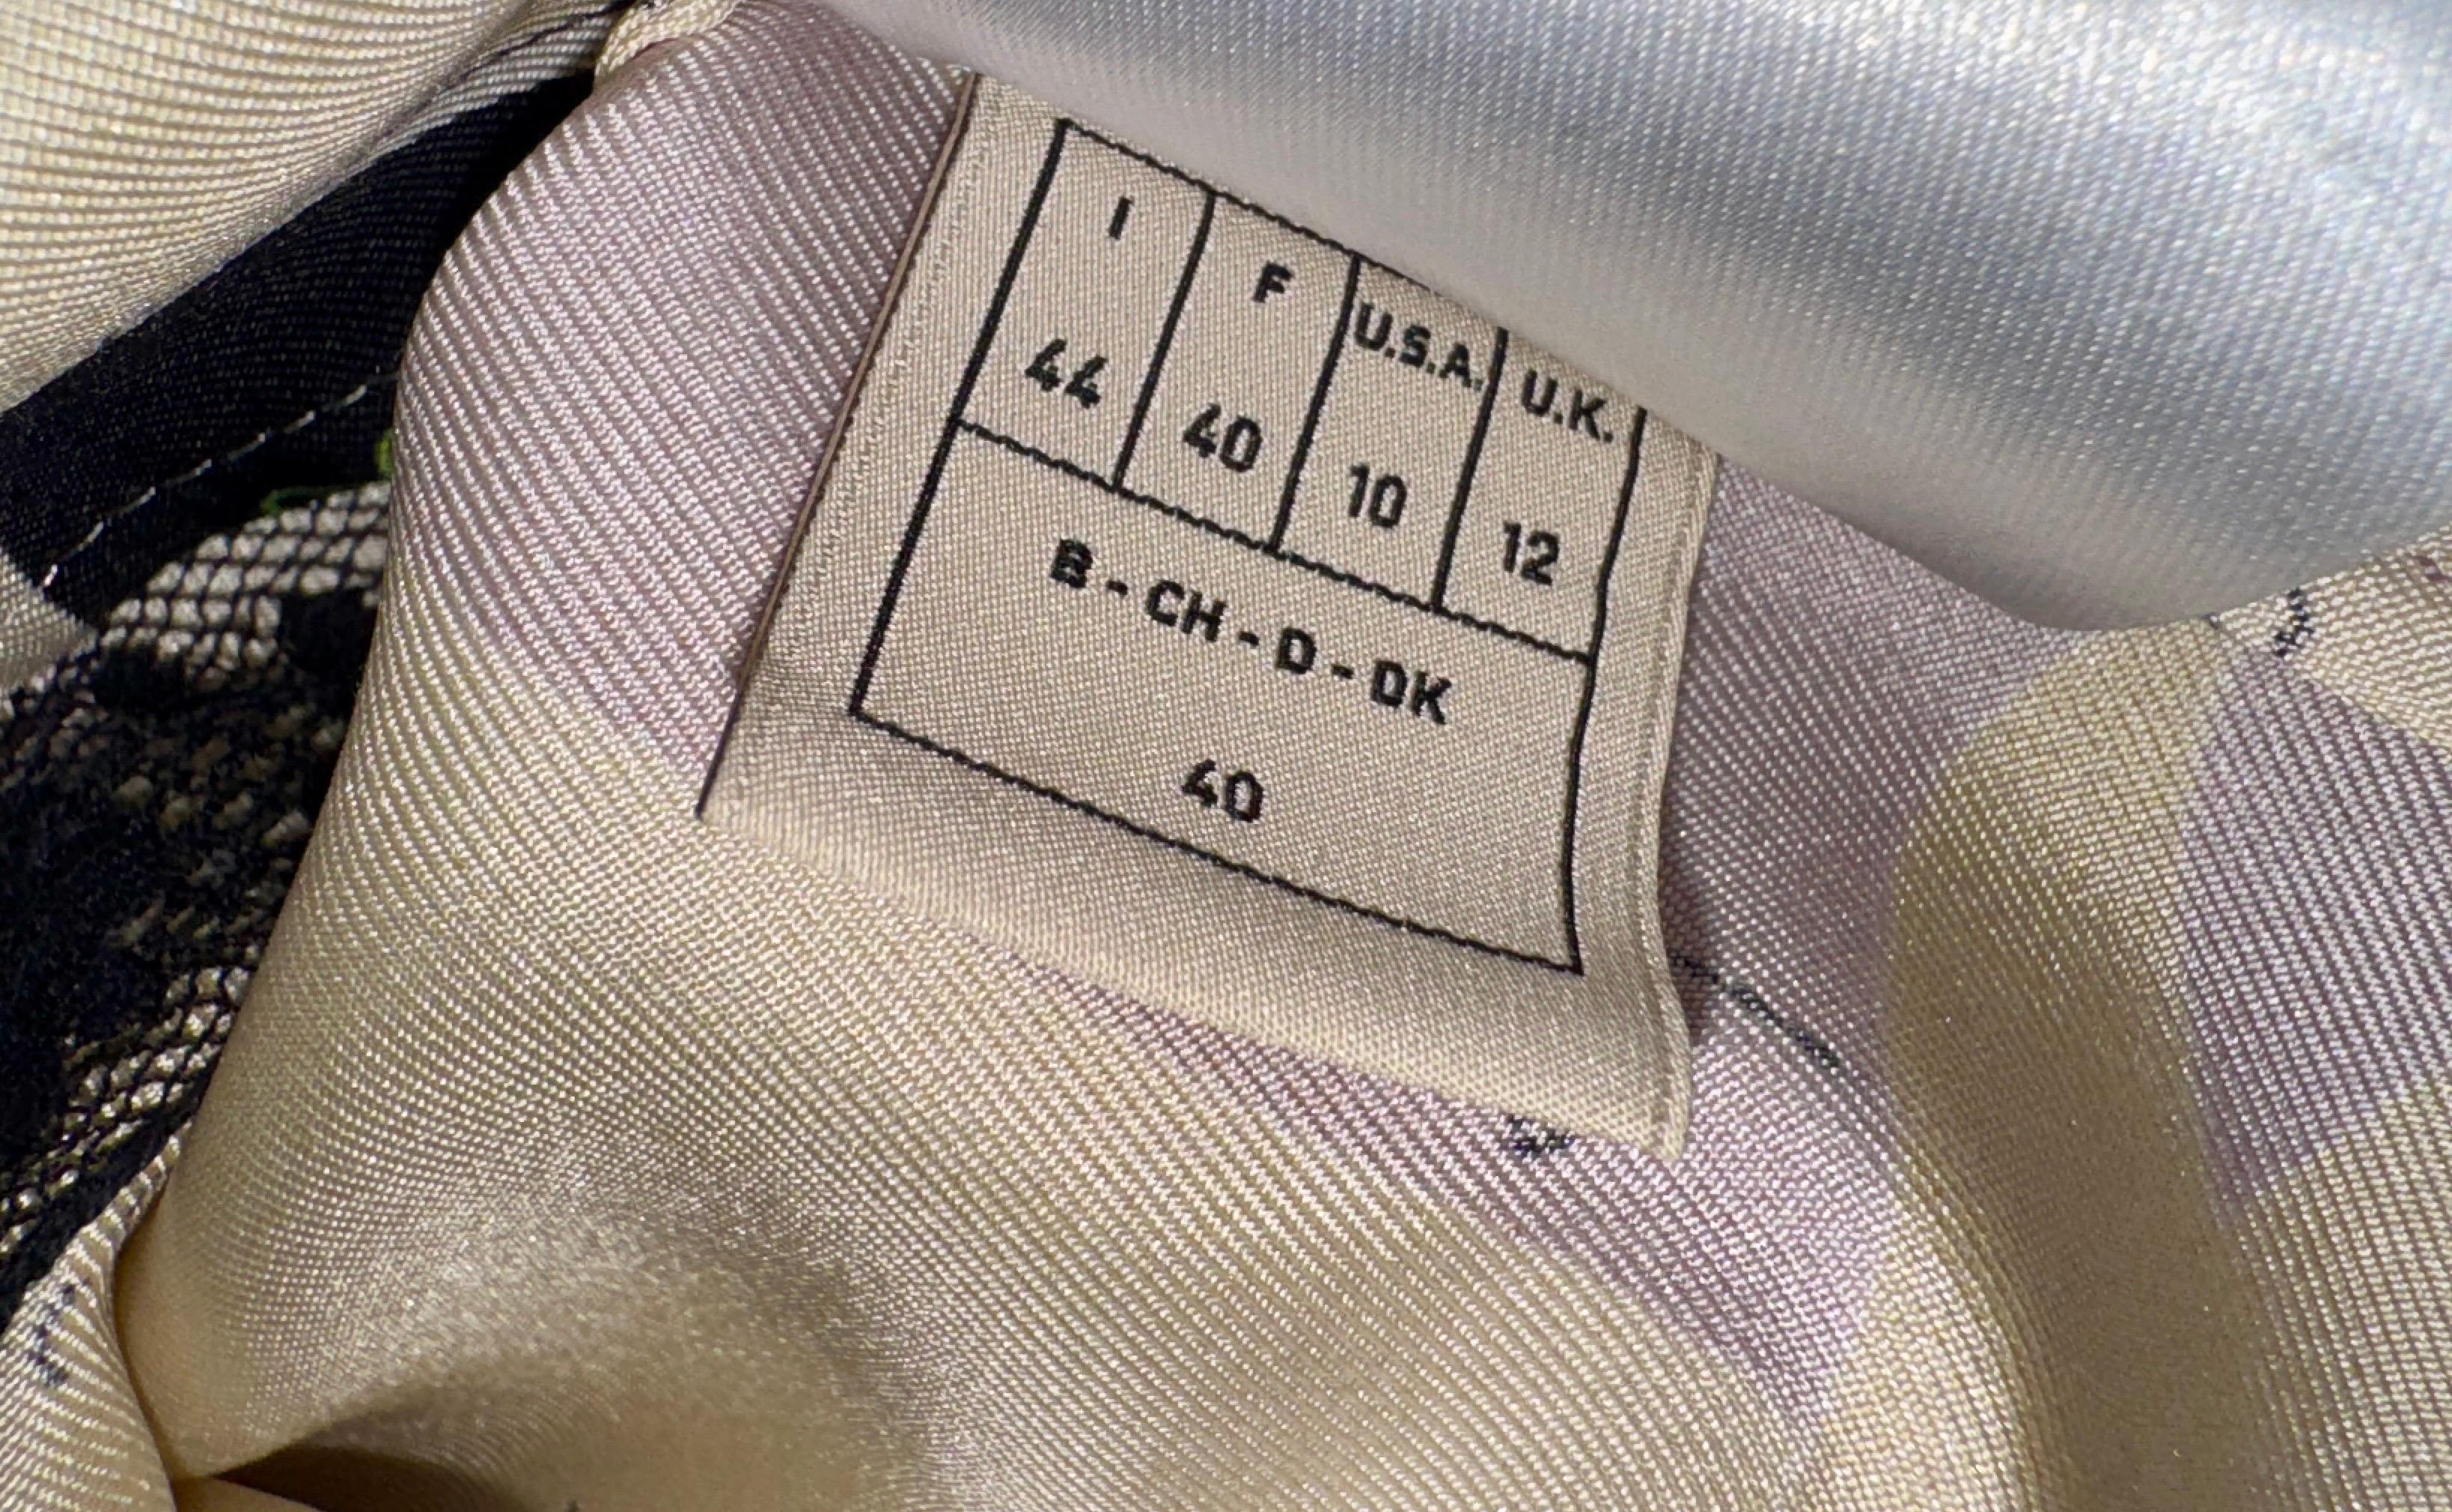 I F U.S.A. U.K.
44 40 10 12
B - CH - D - DK
40